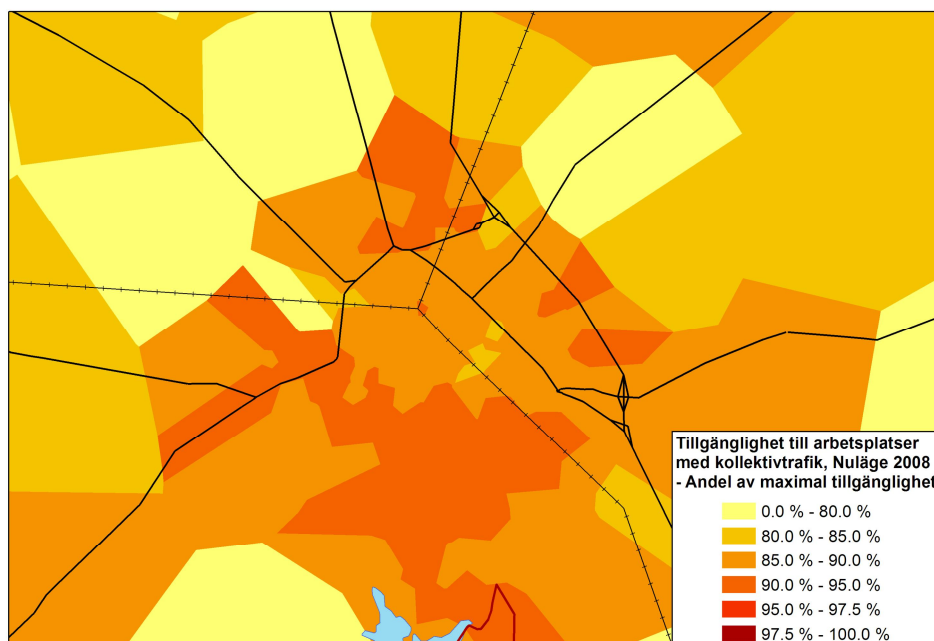 Tillgänglighet till arbetsplatser
med kollektivtrafik, Nuläge 2008
- Andel av maximal tillgänglighet
0.0 % - 80.0 %
80.0 % - 85.0 %
85.0 % - 90.0 %
90.0 % - 95.0 %
95.0 % - 97.5 %
97.5 % - 100.0 %